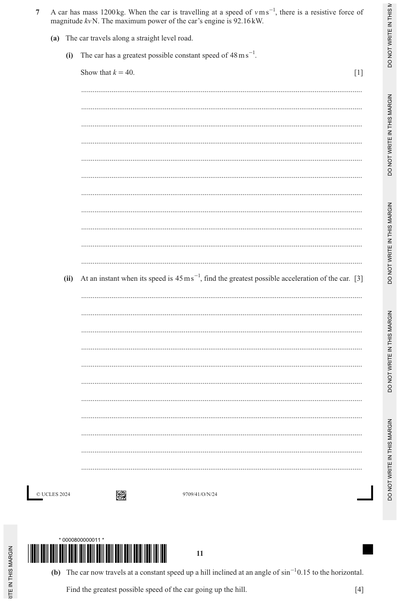 DO NOT WRITE IN THIS MARGIN
7 A car has mass 1200 kg. When the car is travelling at a speed of v m s⁻¹, there is a resistive force of
magnitude kv N. The maximum power of the car's engine is 92.16 kW.
(a) The car travels along a straight level road.
(i) The car has a greatest possible constant speed of 48 m s⁻¹.
Show that k = 40. [1]
DO NOT WRITE IN THIS MARGIN
DO NOT WRITE IN THIS MARGIN
(ii) At an instant when its speed is 45 m s⁻¹, find the greatest possible acceleration of the car. [3]
DO NOT WRITE IN THIS MARGIN
DO NOT WRITE IN THIS MARGIN
© UCLES 2024 9709/41/O/N/24
* 0000800000011 *
11
ITE IN THIS MARGIN
(b) The car now travels at a constant speed up a hill inclined at an angle of sin⁻¹0.15 to the horizontal.
Find the greatest possible speed of the car going up the hill. [4]